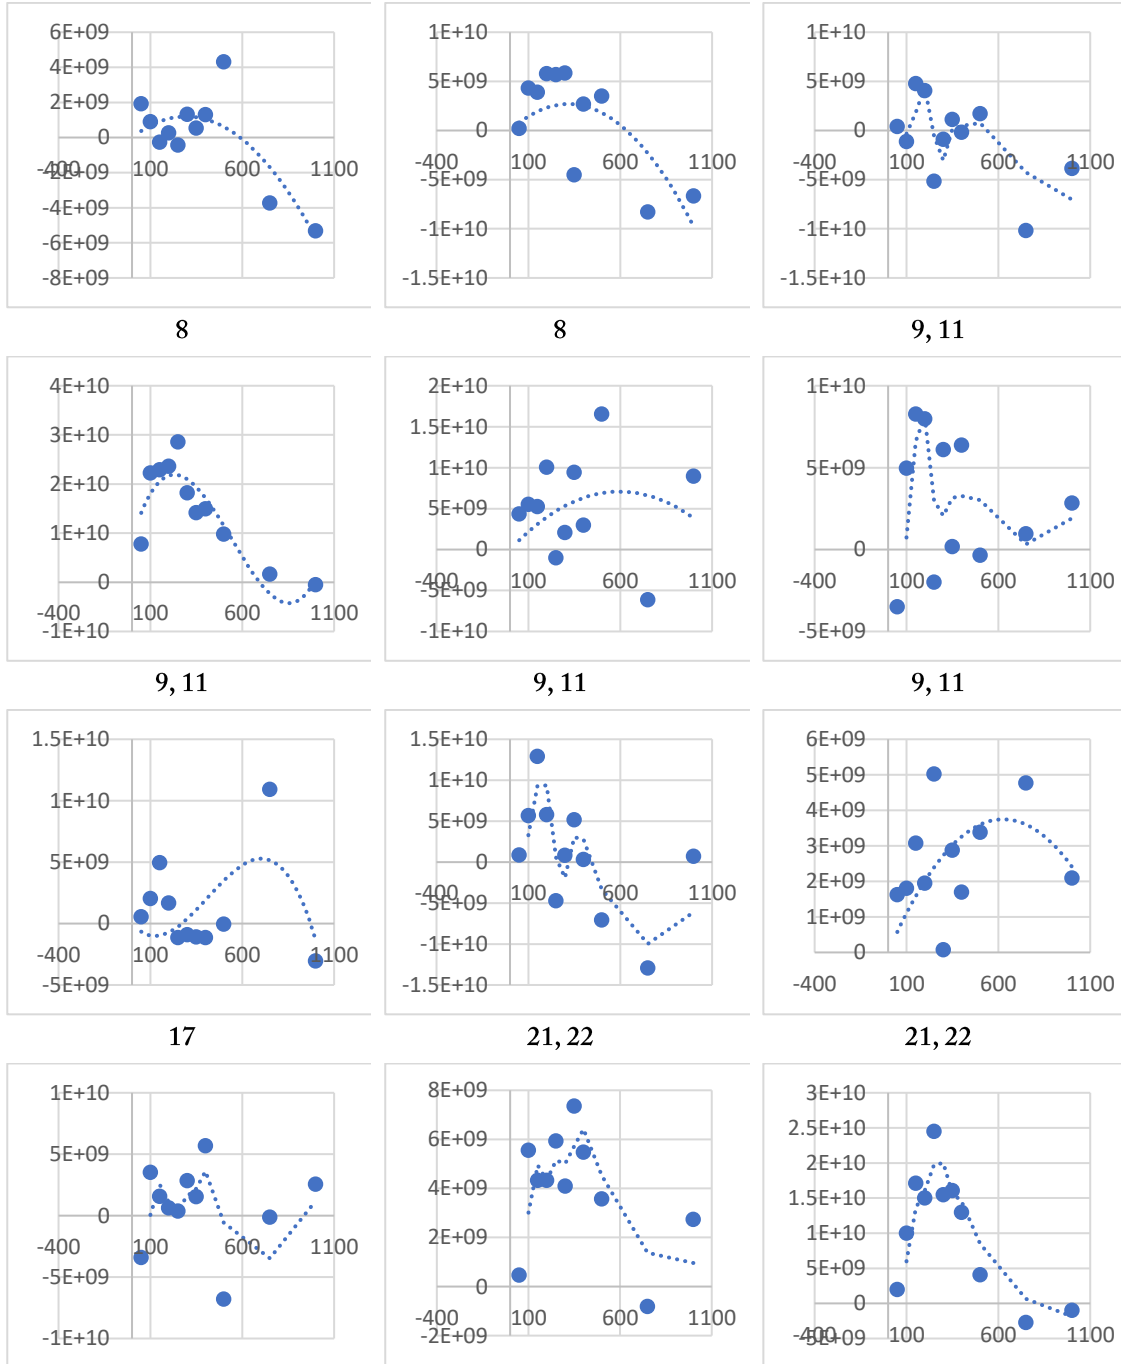 6E+09 1E+10 1E+10
4E+09 5E+09 5E+09
2E+09 0 0
0 -400 100 600 1100 -400 100 600 1100
-400 100 600 1100 -5E+09 -5E+09
-2E+09 -1E+10 -1E+10
-4E+09 -1.5E+10 -1.5E+10
-6E+09
-8E+09
8 8 9, 11
4E+10 2E+10 1E+10
3E+10 1.5E+10 5E+09
2E+10 1E+10 0
1E+10 5E+09 -400 100 600 1100
0 0 -5E+09
-400 100 600 1100 -400 100 600 1100
-1E+10 -5E+09
-1E+10
9, 11 9, 11 9, 11
1.5E+10 1.5E+10 6E+09
1E+10 1E+10 5E+09
5E+09 5E+09 4E+09
0 0 3E+09
-400 100 600 1100 -400 100 600 1100 2E+09
-5E+09 -5E+09 1E+09
-1E+10 0
-1.5E+10 -400 100 600 1100
17 21, 22 21, 22
1E+10 8E+09 3E+10
5E+09 6E+09 2.5E+10
0 4E+09 2E+10
-400 100 600 1100 2E+09 1.5E+10
-5E+09 0 1E+10
-1E+10 -400 100 600 1100 5E+09
-2E+09 0
-400 100 600 1100
-5E+09